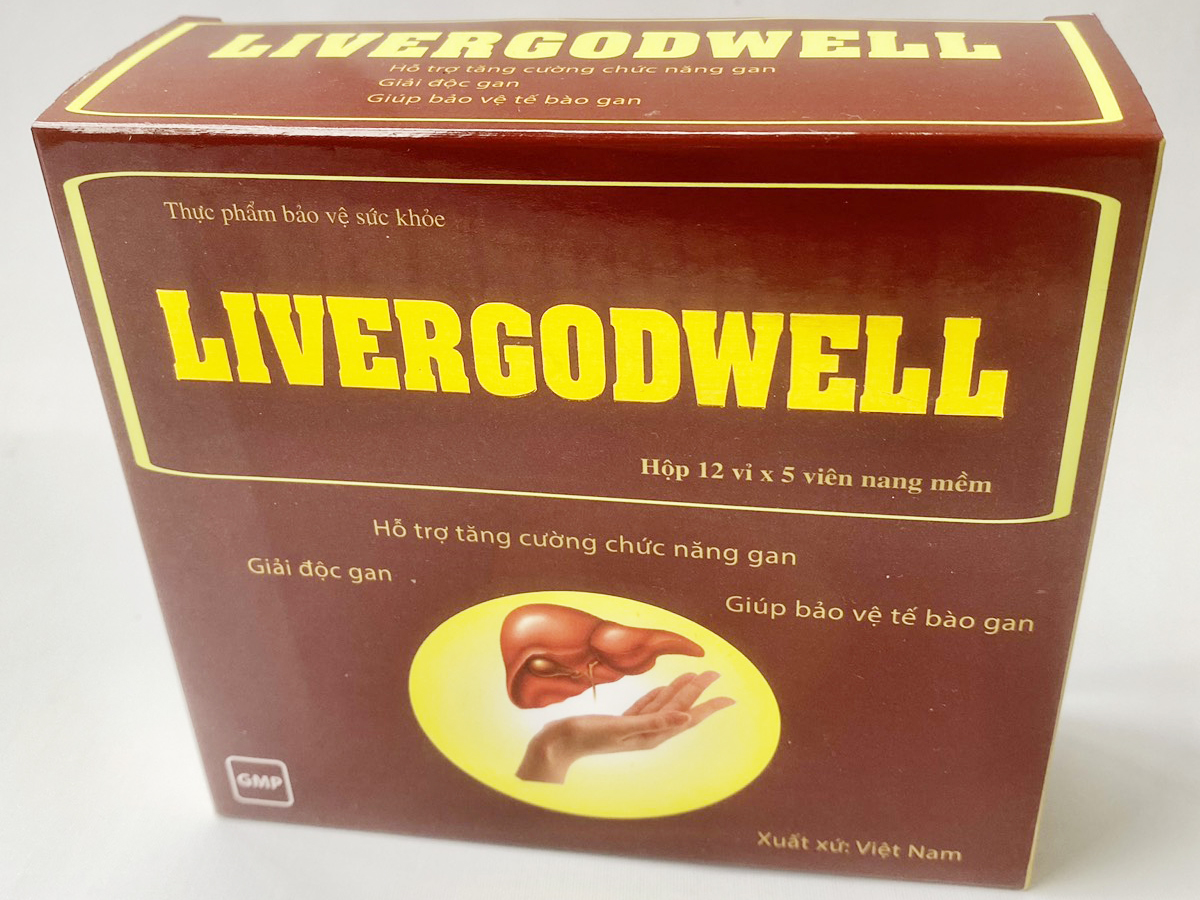 LIVERGODWELL
Hỗ trợ tăng cường chức năng gan
Giải độc gan
Giúp bảo vệ tế bào gan
Thực phẩm bảo vệ sức khỏe
LIVERGODWELL
Hộp 12 vỉ x 5 viên nang mềm
Hỗ trợ tăng cường chức năng gan
Giải độc gan
Giúp bảo vệ tế bào gan
GMP
Xuất xứ: Việt Nam